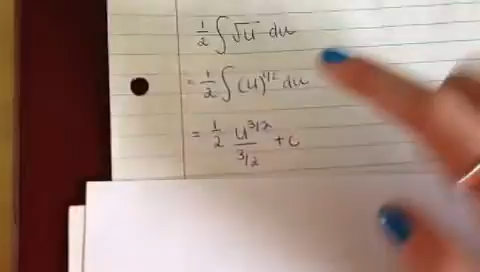 1/2 ∫ √u du
= 1/2 ∫ (u)^1/2 du
= 1/2 u^3/2 / 3/2 + C